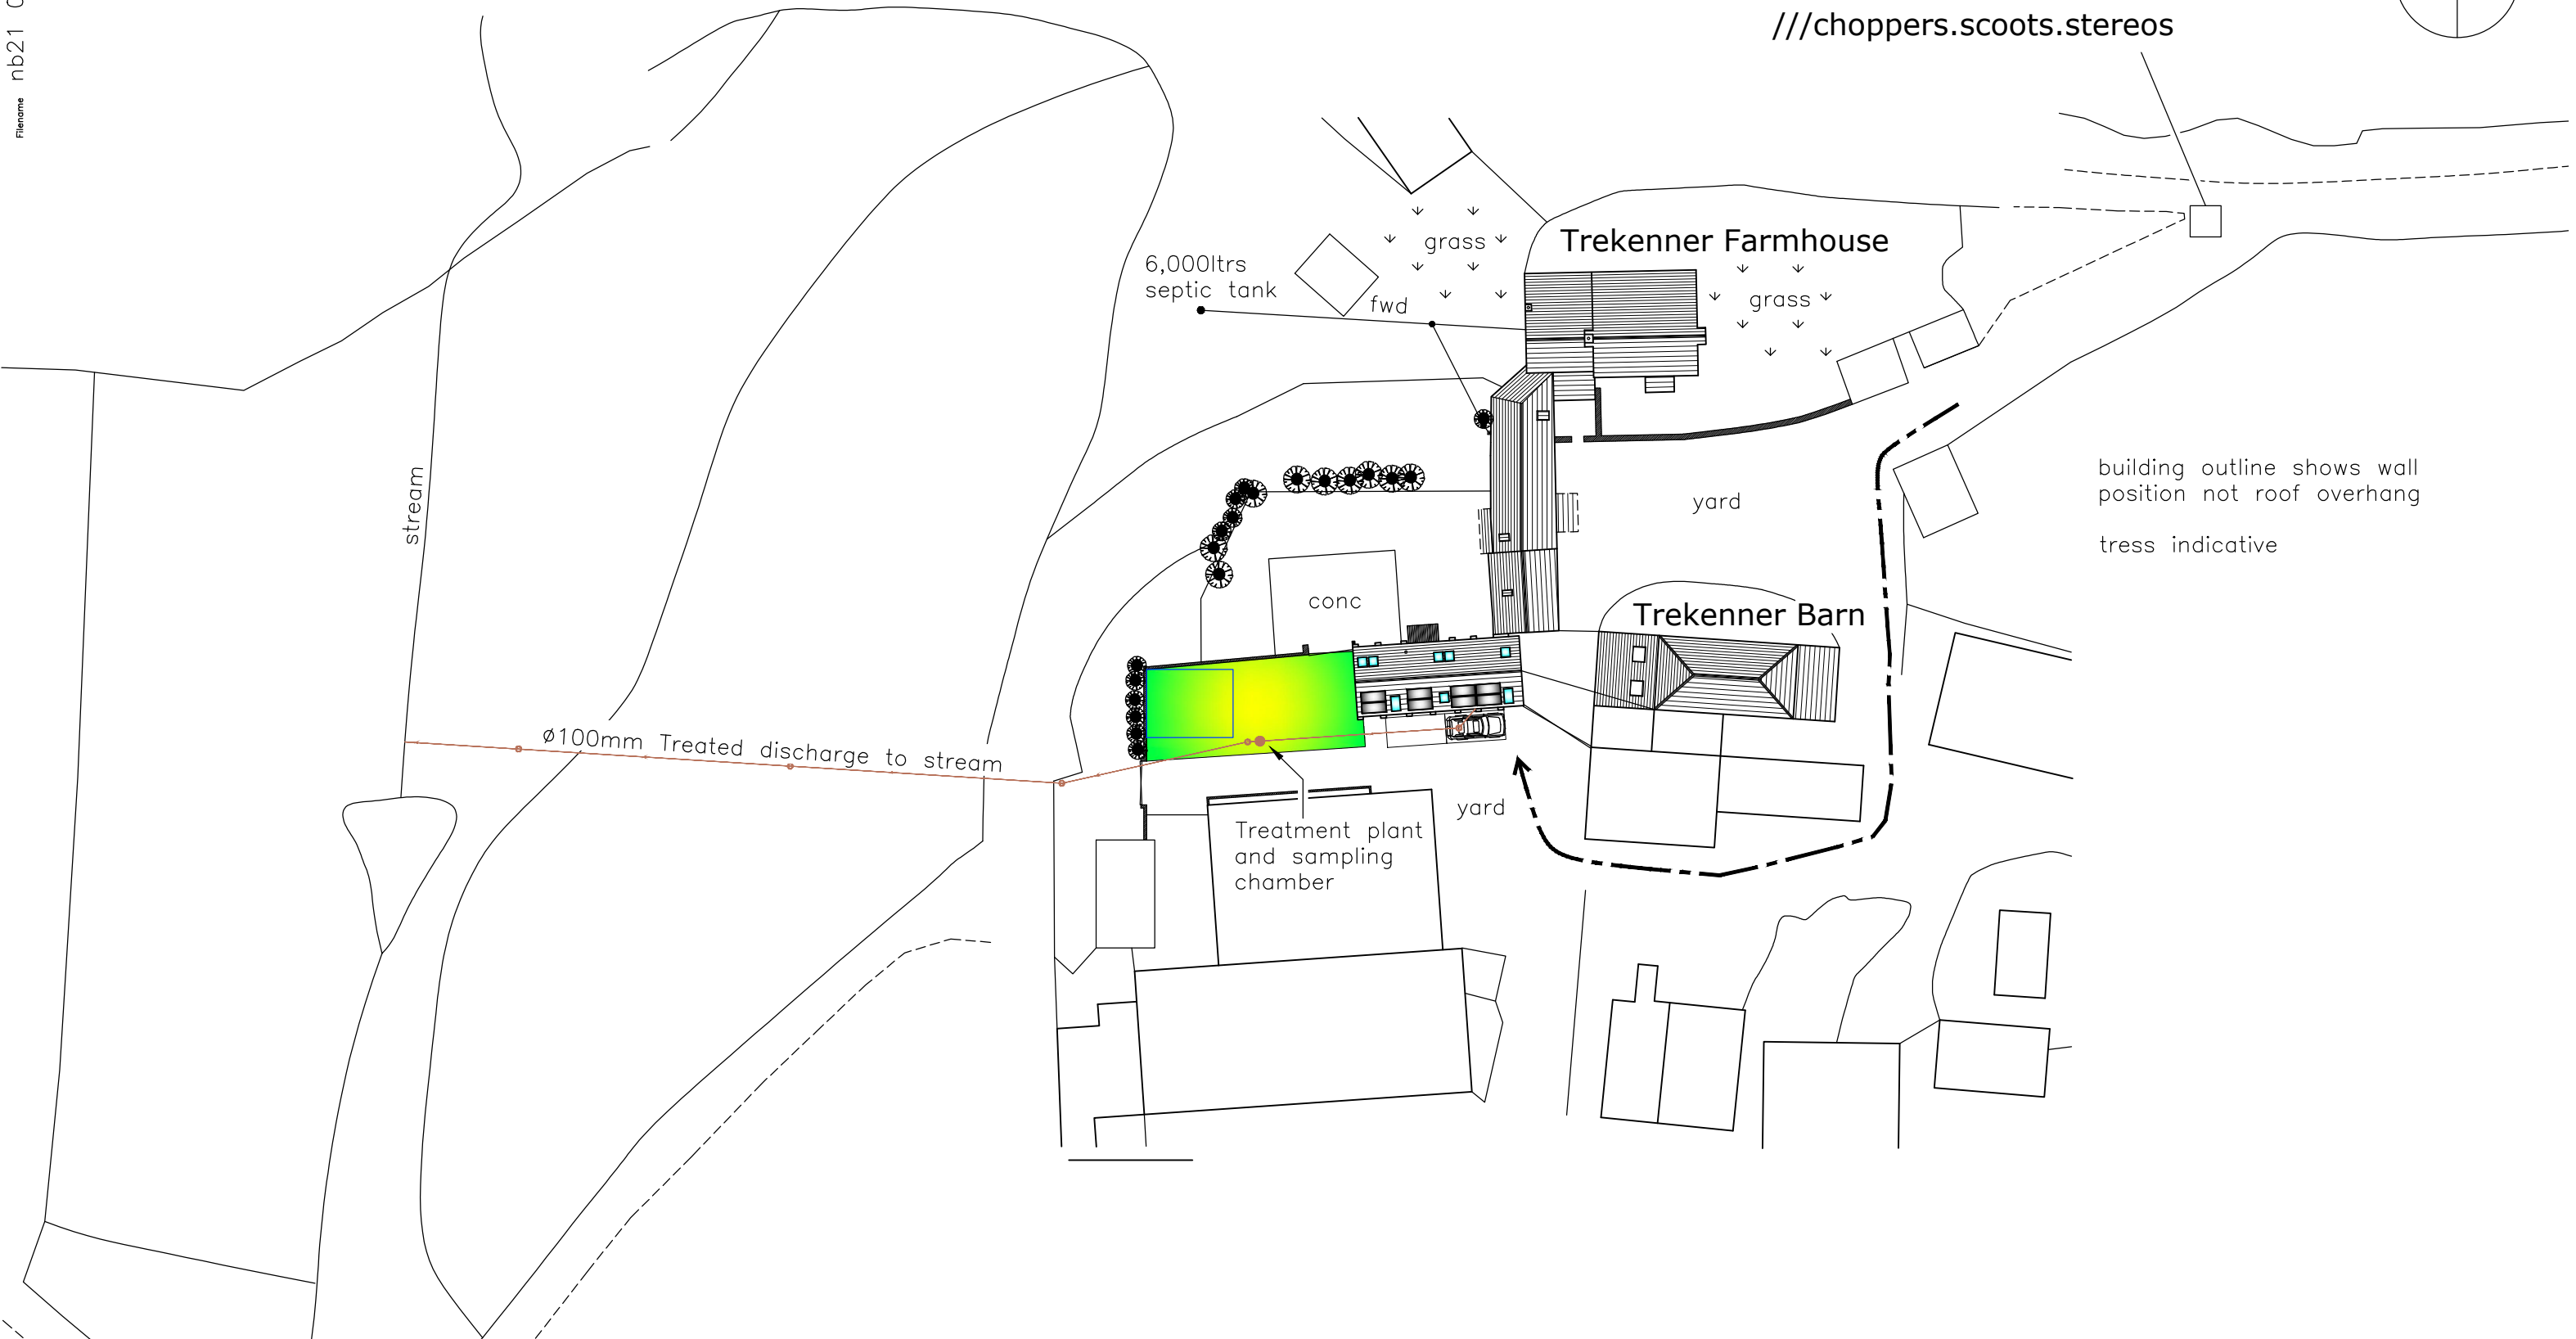 Filename nb21
///choppers.scoots.stereos
Trekenner Farmhouse
grass
grass
6,000ltrs
septic tank
fwd
building outline shows wall
position not roof overhang
tress indicative
yard
stream
conc
Trekenner Barn
ø100mm Treated discharge to stream
yard
Treatment plant
and sampling
chamber